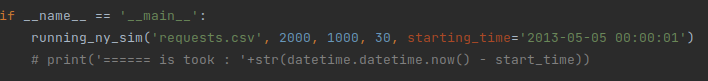 if __name__ == '__main__':
    running_ny_sim('requests.csv', 2000, 1000, 30, starting_time='2013-05-05 00:00:01')
    # print('====== is took : '+str(datetime.datetime.now() - start_time))